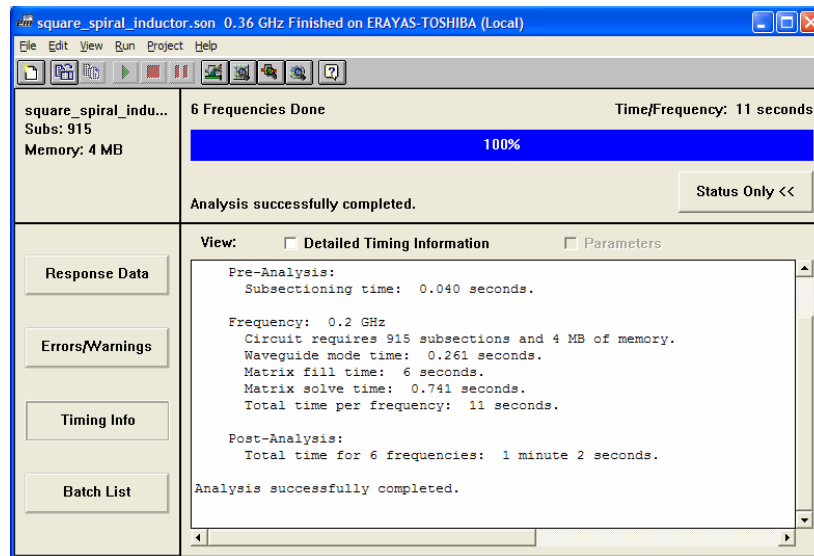 em square_spiral_inductor.son 0.36 GHz Finished on ERAYAS-TOSHIBA (Local)
File Edit View Run Project Help
square_spiral_indu...
Subs: 915
Memory: 4 MB
6 Frequencies Done Time/Frequency: 11 seconds
100%
Analysis successfully completed.
Status Only <<
View: Detailed Timing Information Parameters
Response Data
Errors/Warnings
Timing Info
Batch List
Pre-Analysis:
Subsectioning time: 0.040 seconds.
Frequency: 0.2 GHz
Circuit requires 915 subsections and 4 MB of memory.
Waveguide mode time: 0.261 seconds.
Matrix fill time: 6 seconds.
Matrix solve time: 0.741 seconds.
Total time per frequency: 11 seconds.
Post-Analysis:
Total time for 6 frequencies: 1 minute 2 seconds.
Analysis successfully completed.